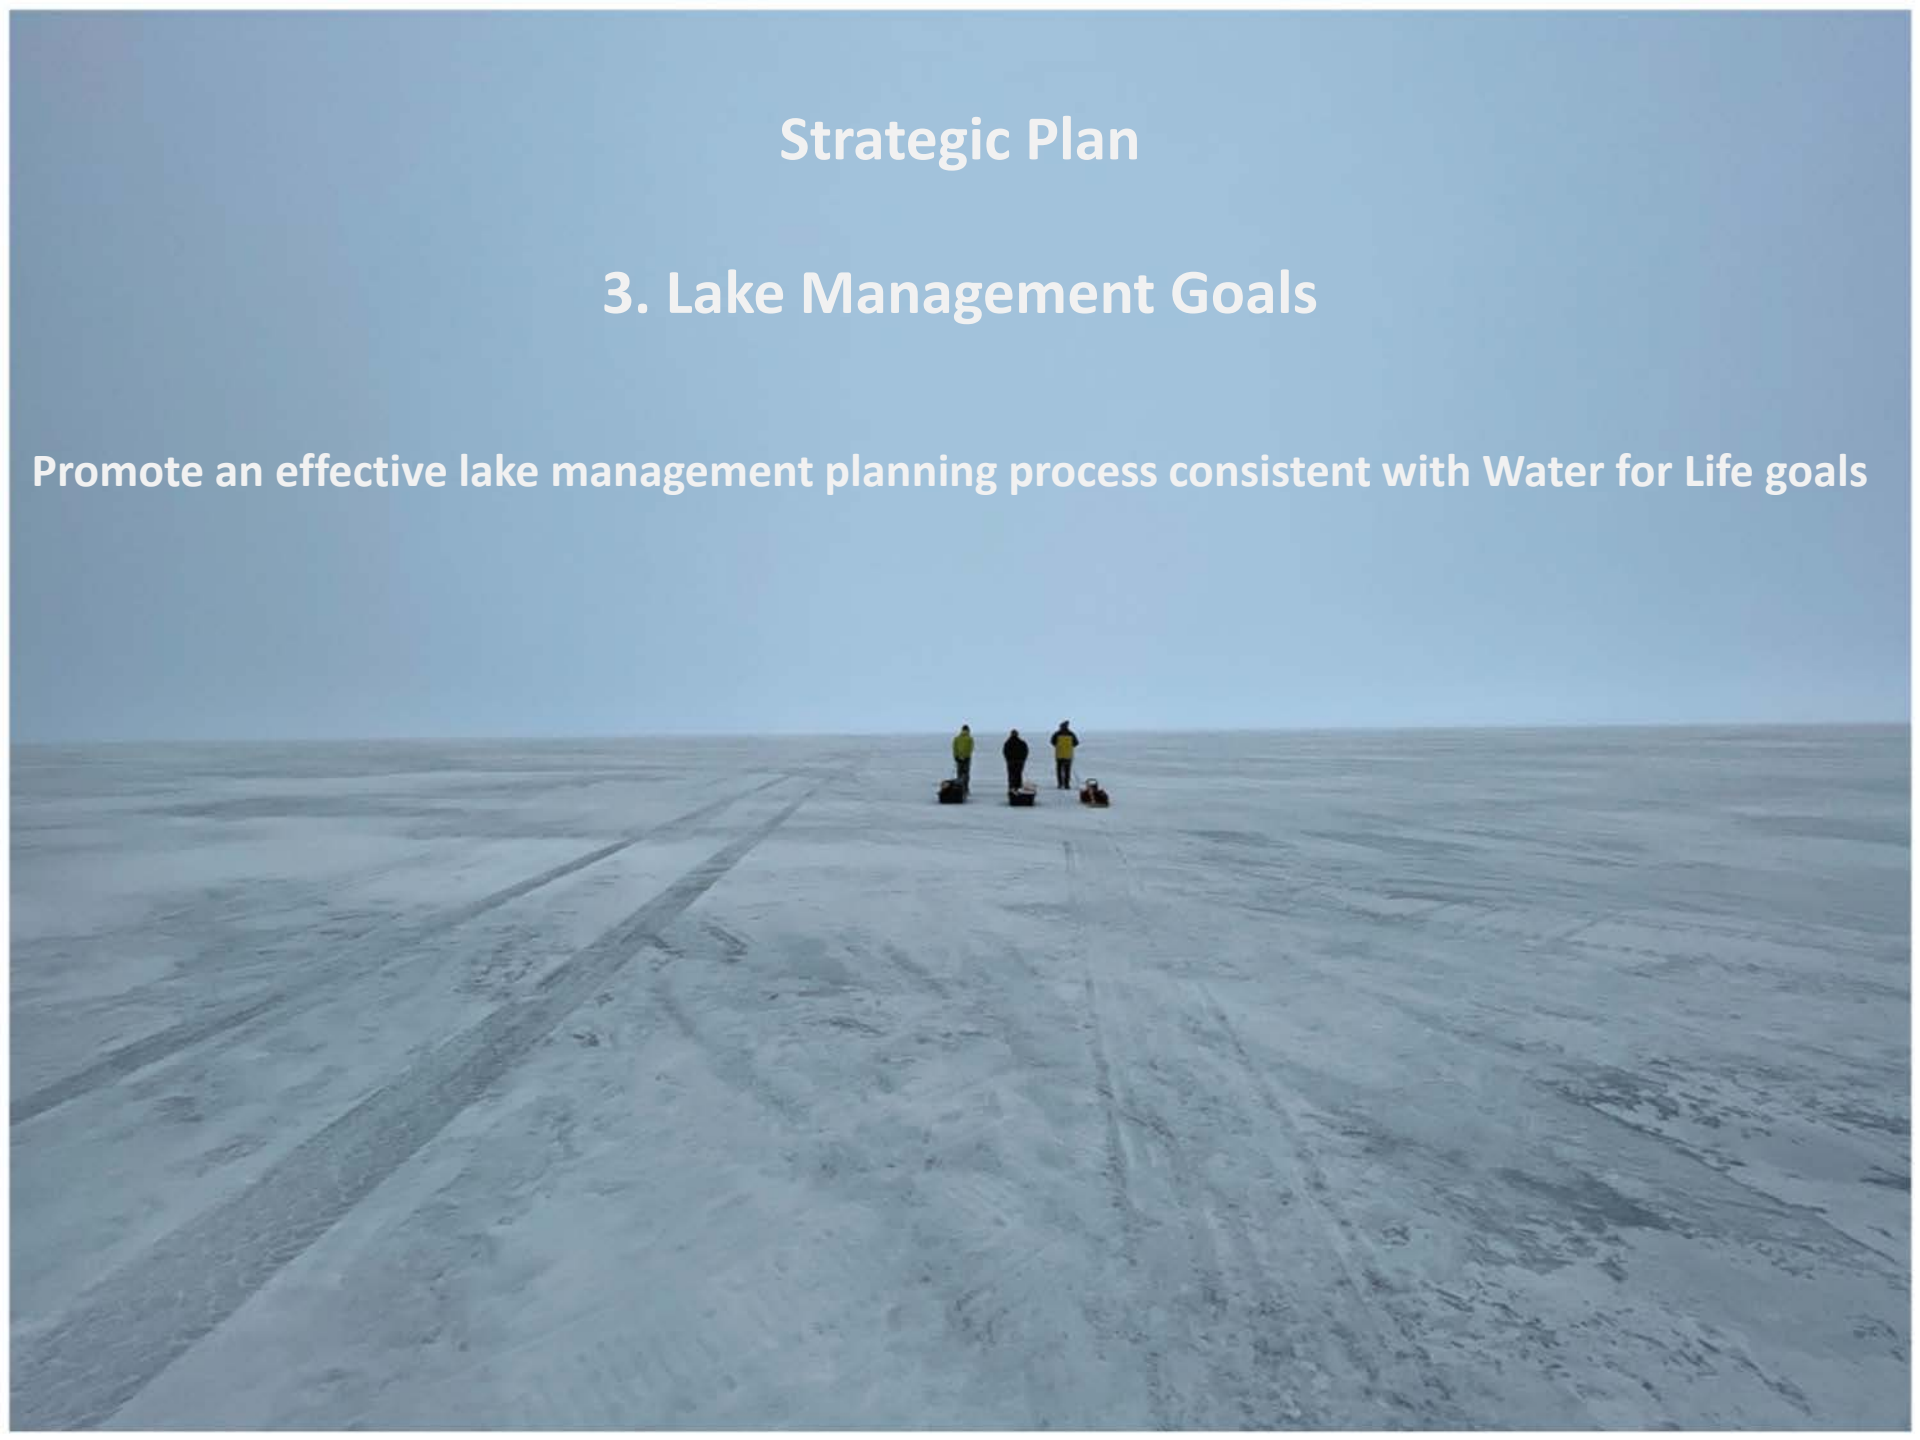 Strategic Plan
3. Lake Management Goals
Promote an effective lake management planning process consistent with Water for Life goals